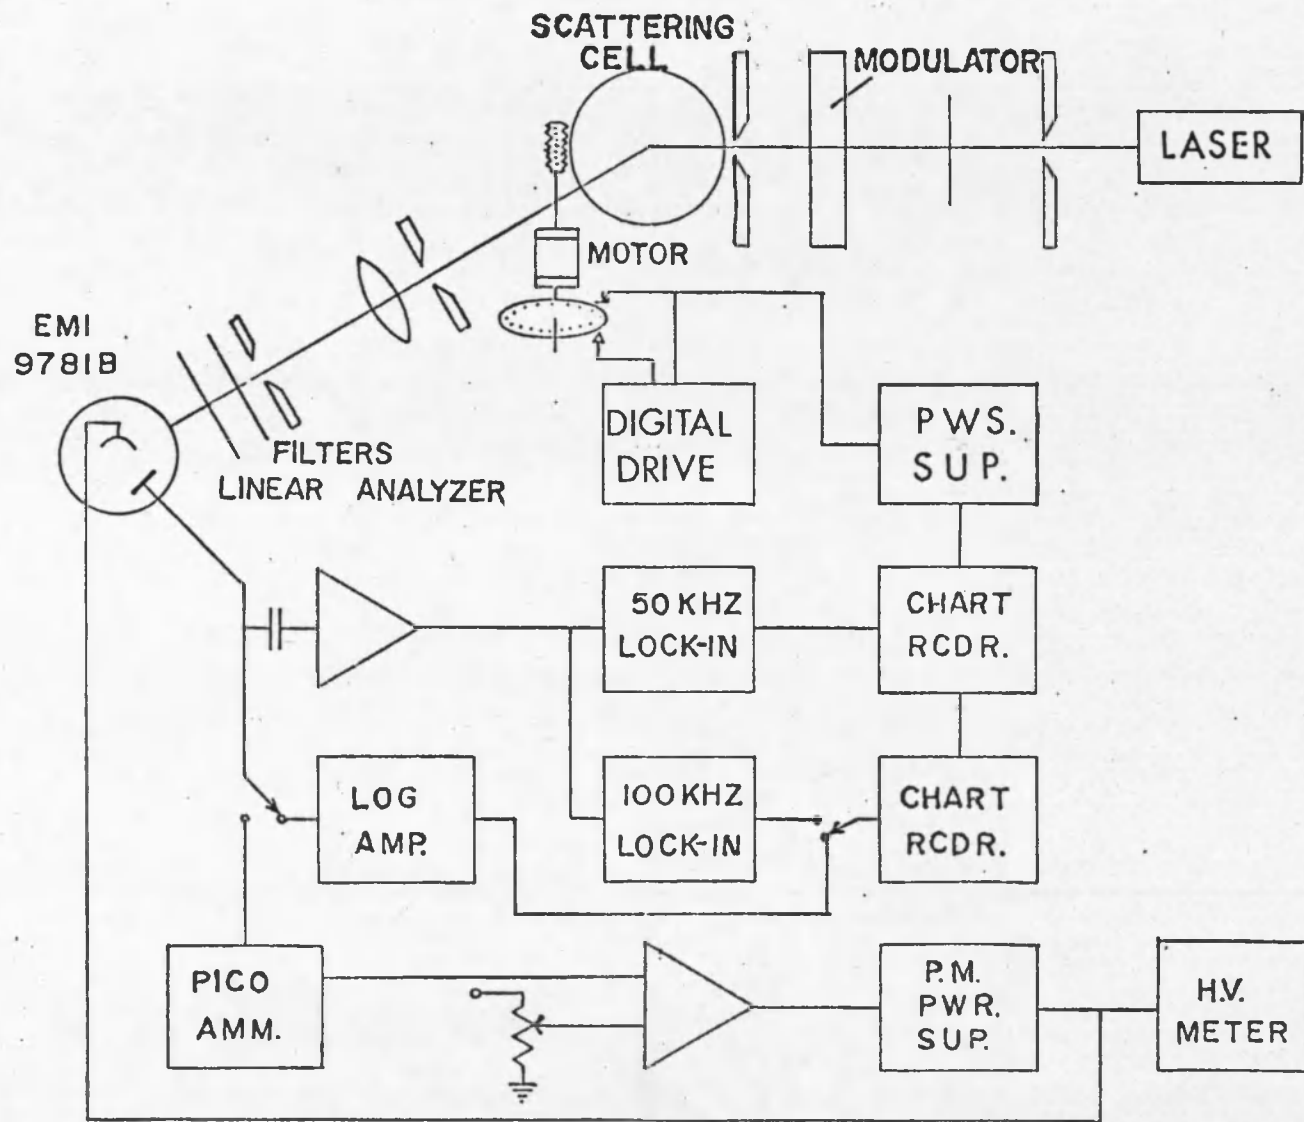 SCATTERING
CELL
MODULATOR
LASER
MOTOR
EMI
9781B
FILTERS
LINEAR ANALYZER
DIGITAL
DRIVE
PWS.
SUP.
50 KHZ
LOCK-IN
CHART
RCDR.
LOG
AMP.
100 KHZ
LOCK-IN
CHART
RCDR.
PICO
AMM.
P.M.
PWR.
SUP.
H.V.
METER